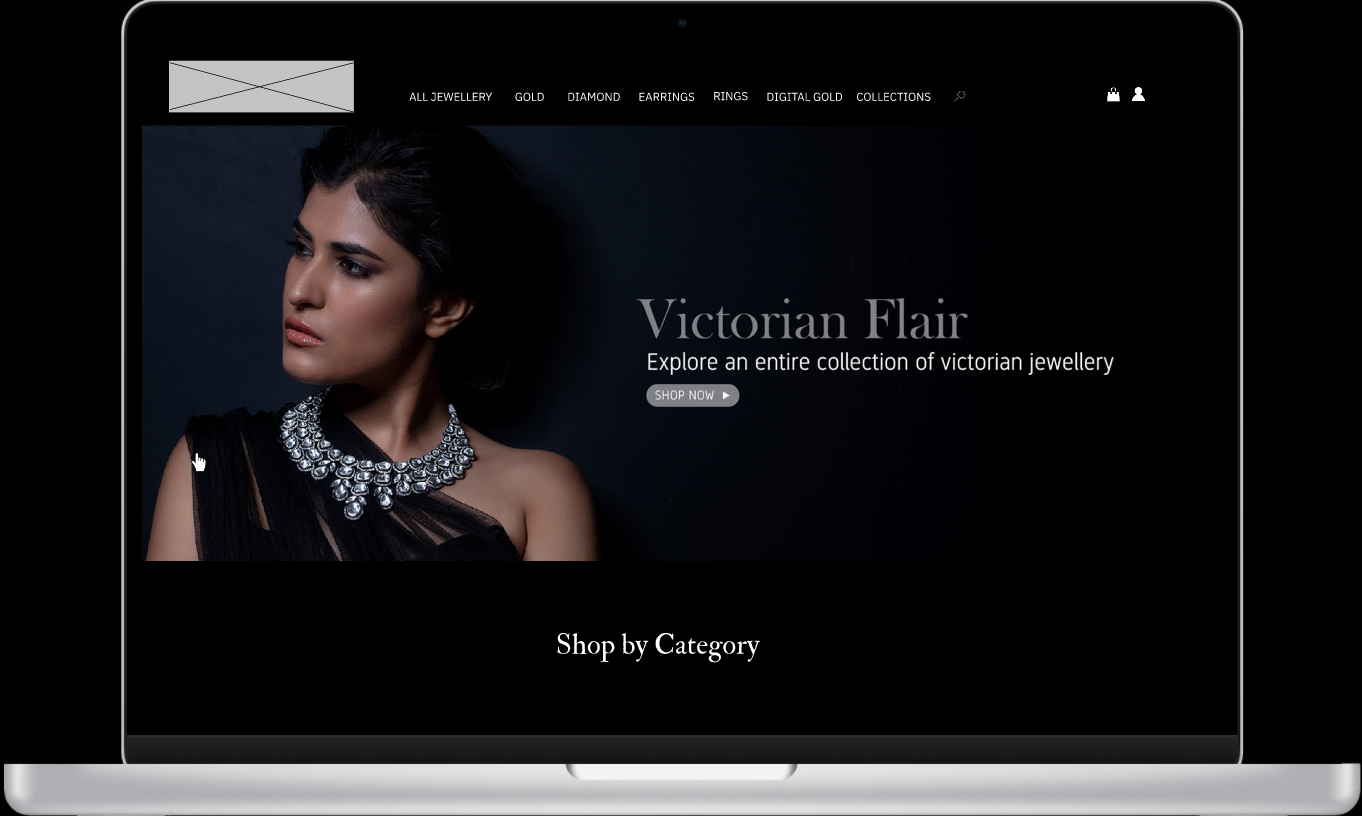 ALL JEWELLERY GOLD DIAMOND EARRINGS RINGS DIGITAL GOLD COLLECTIONS
Victorian Flair
Explore an entire collection of victorian jewellery
SHOP NOW
Shop by Category